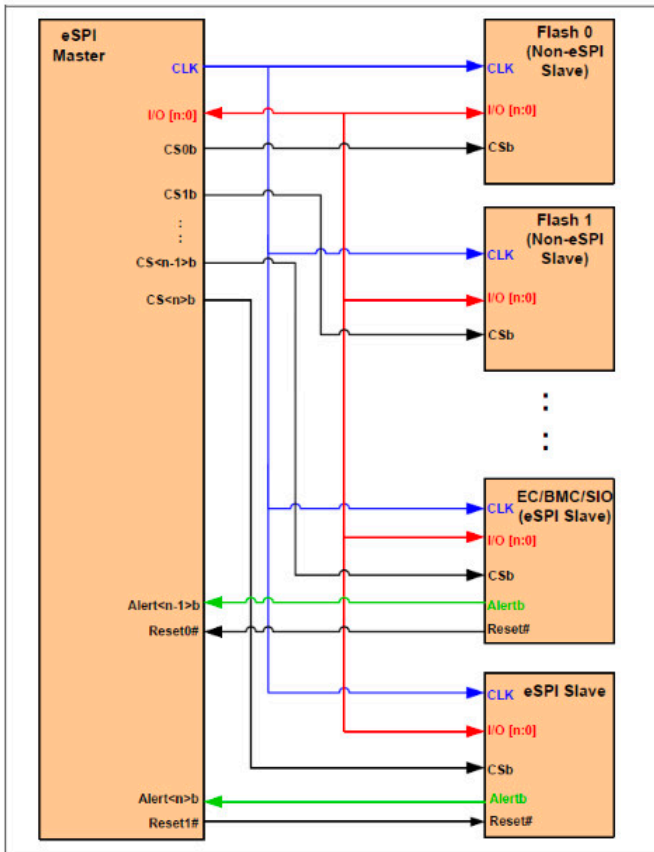 eSPI
Master
CLK
I/O [n:0]
CS0b
CS1b
CS<n-1>b
CS<n>b
Alert<n-1>b
Reset0#
Alert<n>b
Reset1#
Flash 0
(Non-eSPI
Slave)
CLK
I/O [n:0]
CSb
Flash 1
(Non-eSPI
Slave)
CLK
I/O [n:0]
CSb
EC/BMC/SIO
(eSPI Slave)
CLK
I/O [n:0]
CSb
Alertb
Reset#
eSPI Slave
CLK
I/O [n:0]
CSb
Alertb
Reset#